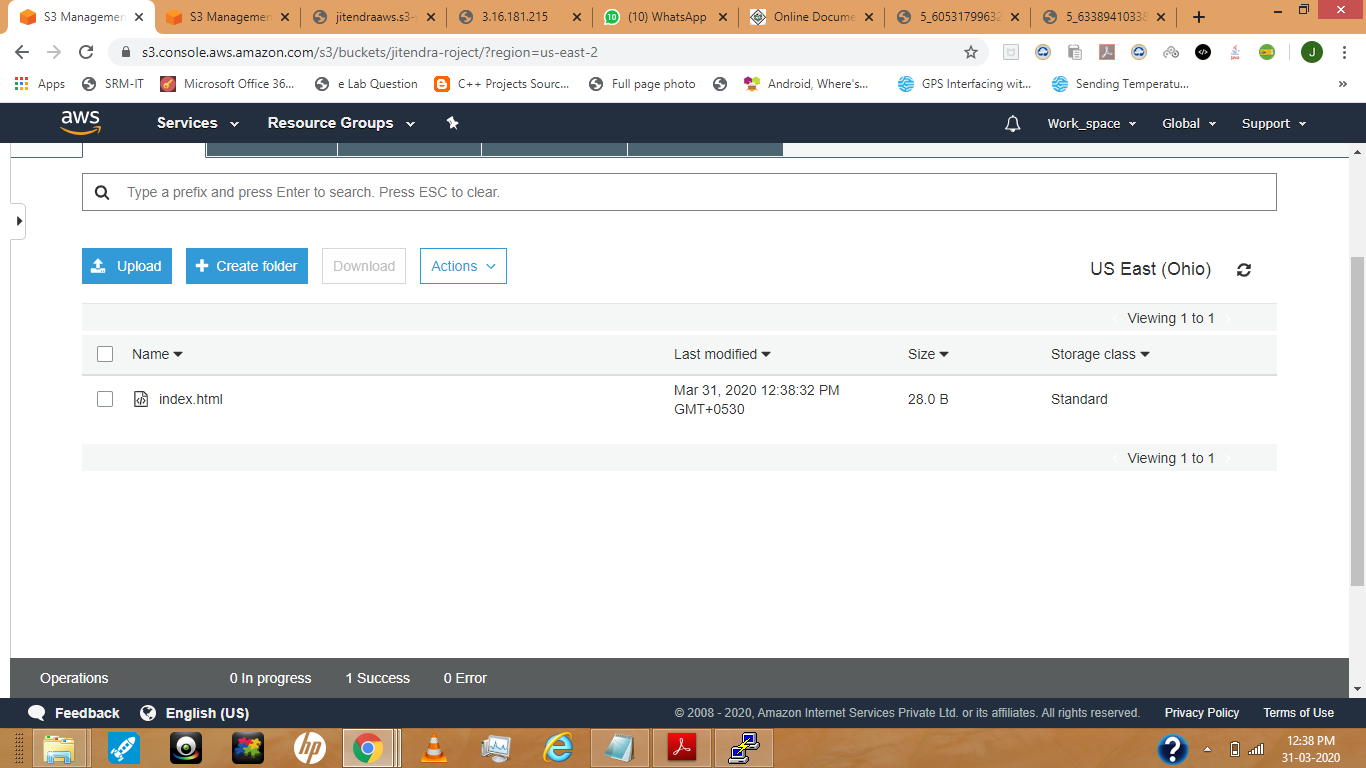 S3 Managemen
S3 Managemen
jitendraaws.s3-
3.16.181.215
(10) WhatsApp
Online Docume
5_6053179963
5_6338941033
s3.console.aws.amazon.com/s3/buckets/jitendra-roject/?region=us-east-2
J
Apps
SRM-IT
Microsoft Office 36...
e Lab Question
C++ Projects Sourc...
Full page photo
Android, Where's...
GPS Interfacing wit...
Sending Temperatu...
»
aws
Services
Resource Groups
Work_space
Global
Support
Type a prefix and press Enter to search. Press ESC to clear.
Upload
Create folder
Download
Actions
US East (Ohio)
Viewing 1 to 1
Name
Last modified
Size
Storage class
index.html
Mar 31, 2020 12:38:32 PM
GMT+0530
28.0 B
Standard
Viewing 1 to 1
Operations
0 In progress
1 Success
0 Error
Feedback
English (US)
© 2008 - 2020, Amazon Internet Services Private Ltd. or its affiliates. All rights reserved.
Privacy Policy
Terms of Use
hp
12:38 PM
31-03-2020